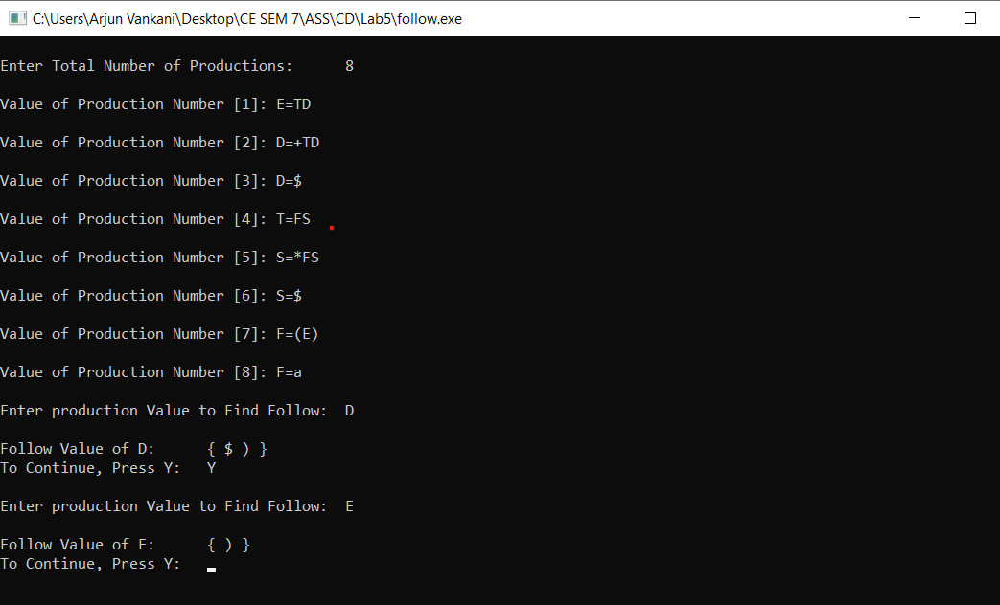 C:\Users\Arjun Vankani\Desktop\CE SEM 7\ASS\CD\Lab5\follow.exe
Enter Total Number of Productions: 8
Value of Production Number [1]: E=TD
Value of Production Number [2]: D=+TD
Value of Production Number [3]: D=$
Value of Production Number [4]: T=FS
Value of Production Number [5]: S=*FS
Value of Production Number [6]: S=$
Value of Production Number [7]: F=(E)
Value of Production Number [8]: F=a
Enter production Value to Find Follow: D
Follow Value of D: { $ ) }
To Continue, Press Y: Y
Enter production Value to Find Follow: E
Follow Value of E: { ) }
To Continue, Press Y: